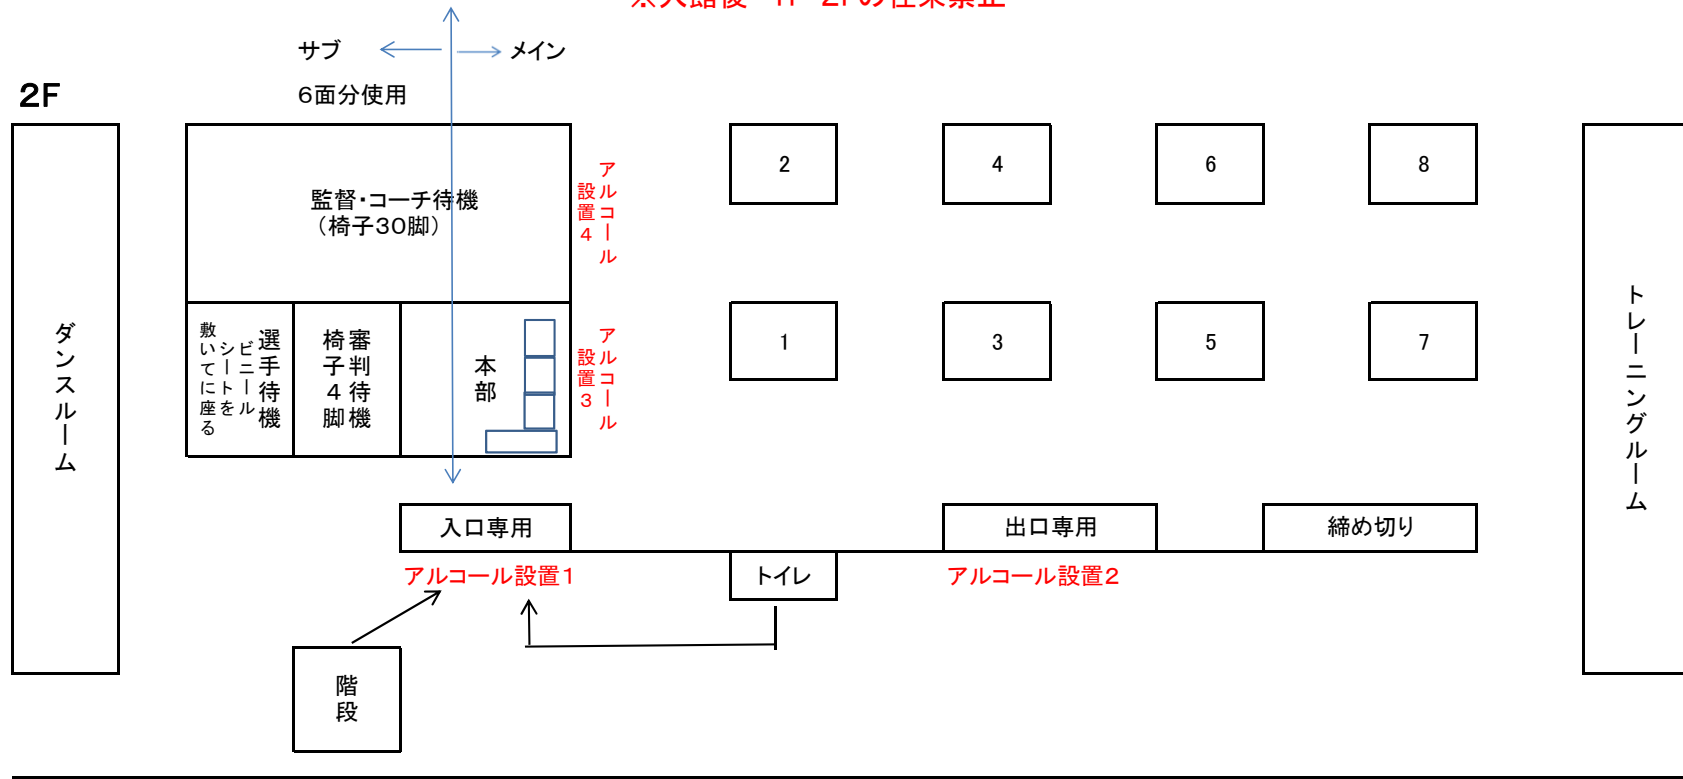 サブ
メイン
2F
6面分使用
監督・コーチ待機
（椅子30脚）
アルコール
設置4
2
4
6
8
ダンスルーム
選手待機
ビニール
シートを
敷いてに座る
審判待機
椅子4脚
本部
アルコール
設置3
1
3
5
7
トレーニングルーム
入口専用
出口専用
締め切り
アルコール設置1
トイレ
アルコール設置2
階段